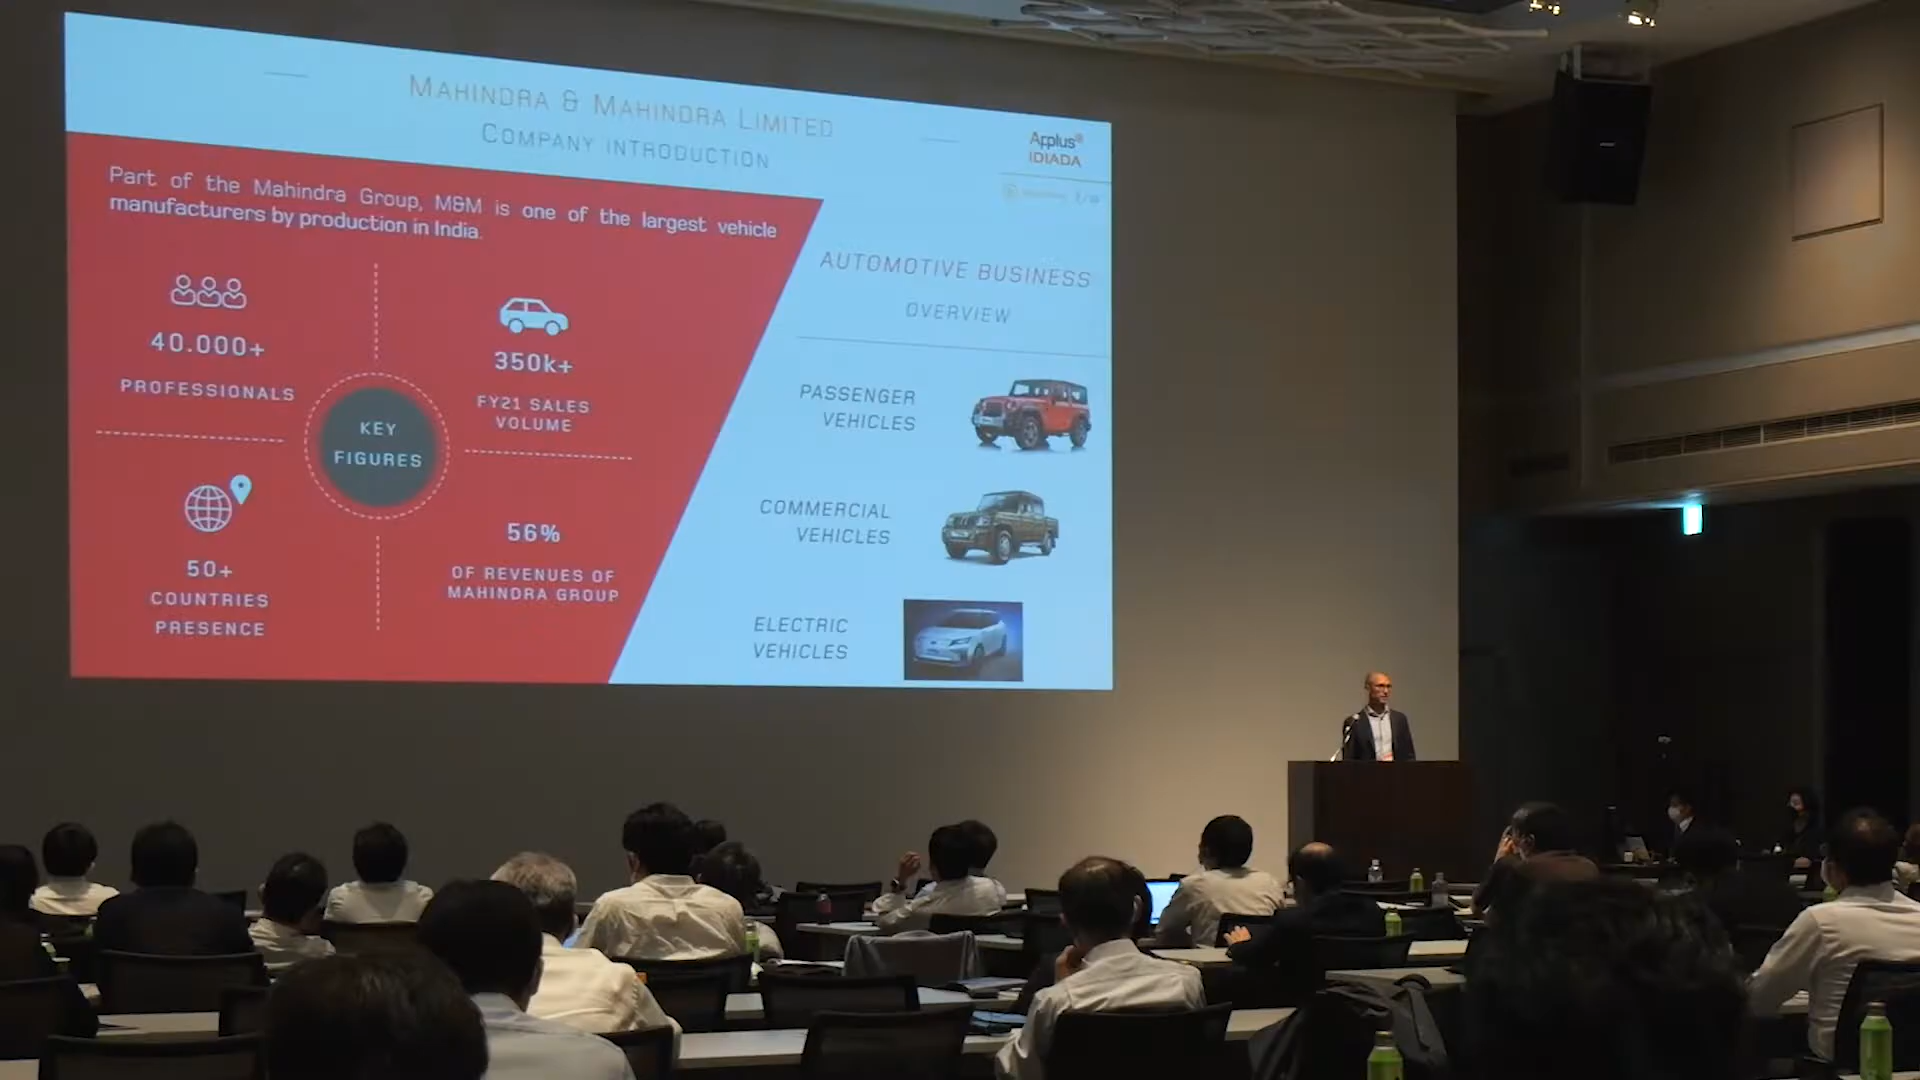 MAHINDRA & MAHINDRA LIMITED
COMPANY INTRODUCTION
Applus
IDIADA
Part of the Mahindra Group, M&M is one of the largest vehicle
manufacturers by production in India.
40.000+
PROFESSIONALS
350k+
FY21 SALES
VOLUME
KEY
FIGURES
50+
COUNTRIES
PRESENCE
56%
OF REVENUES OF
MAHINDRA GROUP
AUTOMOTIVE BUSINESS
OVERVIEW
PASSENGER
VEHICLES
COMMERCIAL
VEHICLES
ELECTRIC
VEHICLES